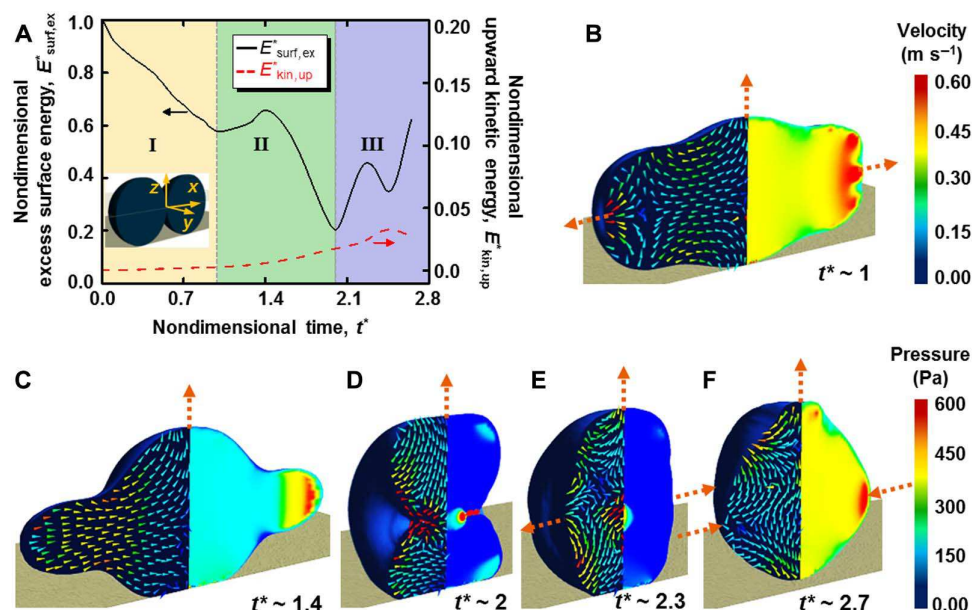 A
Nondimensional
excess surface energy, E*surf,ex
1.0
0.8
0.6
0.4
0.2
0.0
E*surf,ex
E*kin,up
I
II
III
z
x
y
0.20
0.15
0.10
0.05
0.0
Nondimensional
upward kinetic energy, E*kin,up
0.0
0.7
1.4
2.1
2.8
Nondimensional time, t*
B
t* ~ 1
Velocity
(m s⁻¹)
0.60
0.45
0.30
0.15
0.00
C
t* ~ 1.4
D
t* ~ 2
E
t* ~ 2.3
F
t* ~ 2.7
Pressure
(Pa)
600
450
300
150
0.00